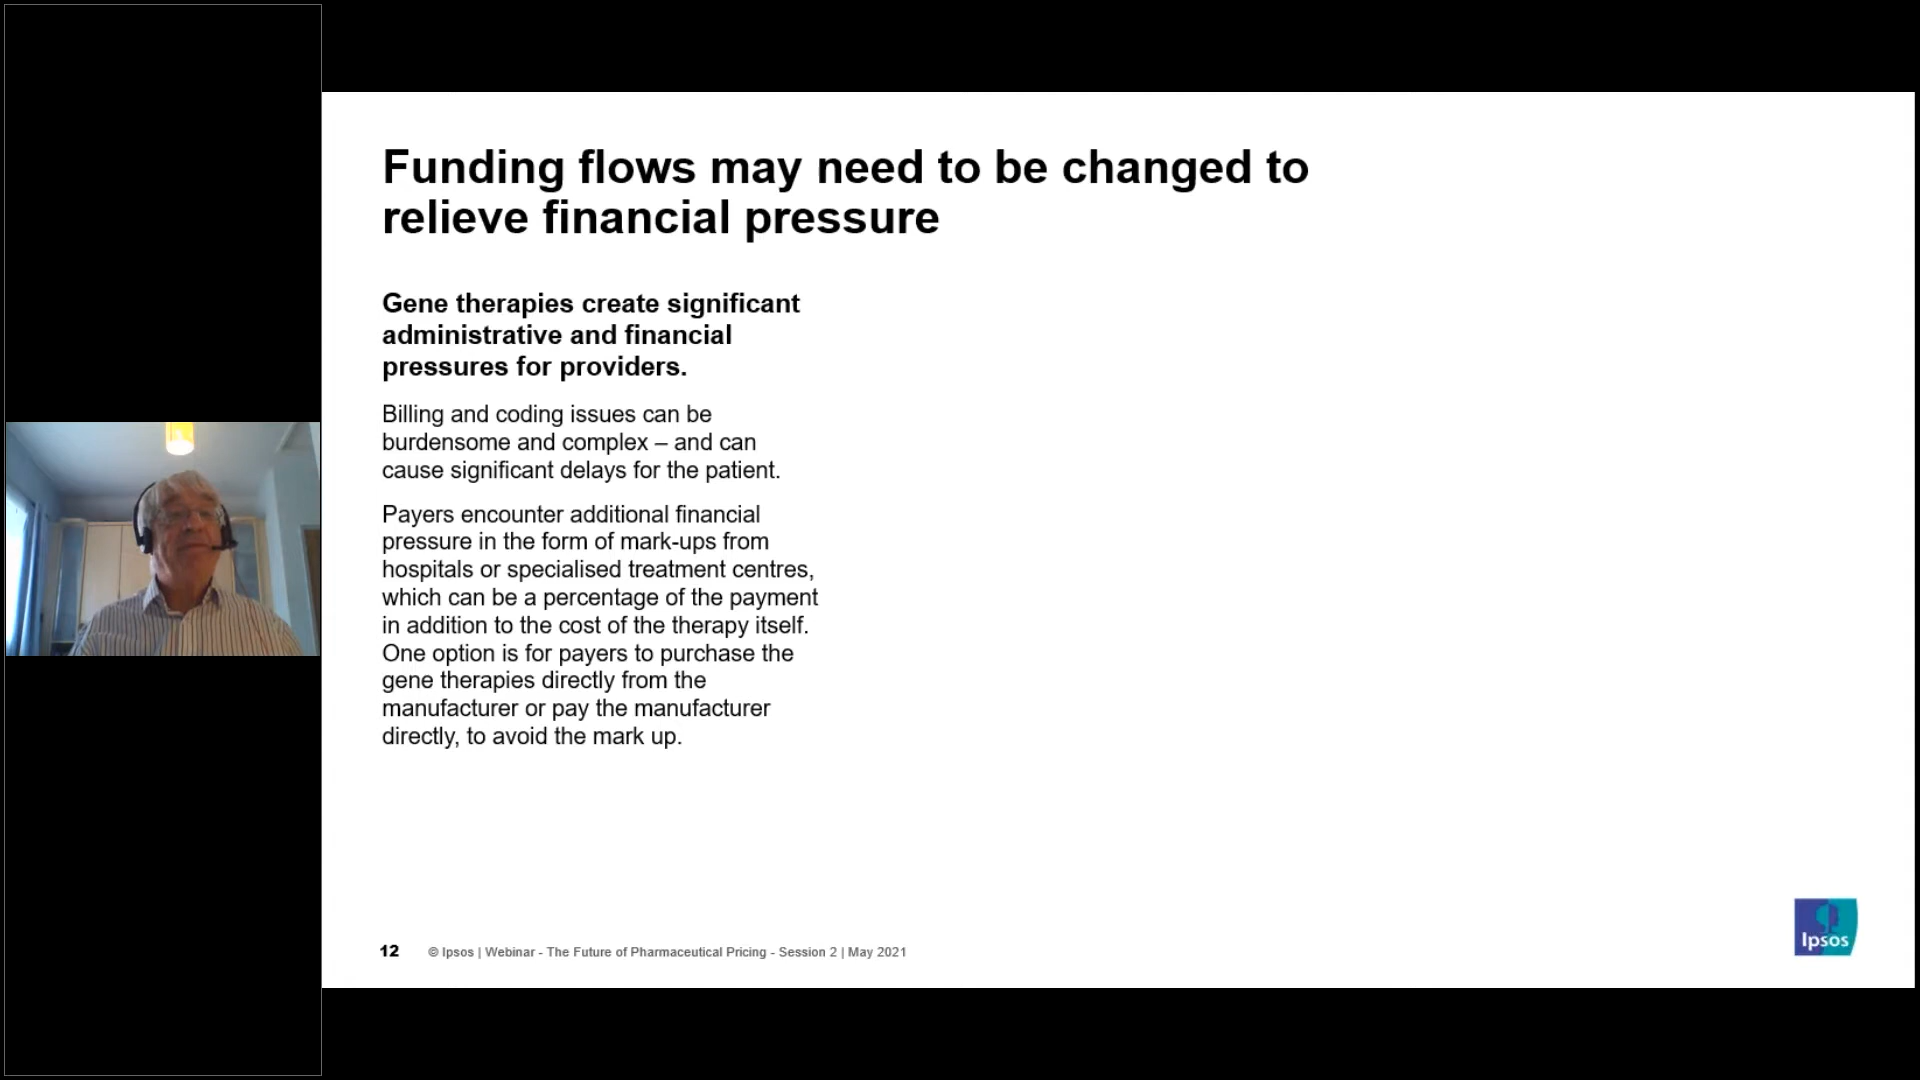 Funding flows may need to be changed to
relieve financial pressure
Gene therapies create significant
administrative and financial
pressures for providers.
Billing and coding issues can be
burdensome and complex – and can
cause significant delays for the patient.
Payers encounter additional financial
pressure in the form of mark-ups from
hospitals or specialised treatment centres,
which can be a percentage of the payment
in addition to the cost of the therapy itself.
One option is for payers to purchase the
gene therapies directly from the
manufacturer or pay the manufacturer
directly, to avoid the mark up.
12 © Ipsos | Webinar - The Future of Pharmaceutical Pricing - Session 2 | May 2021
Ipsos